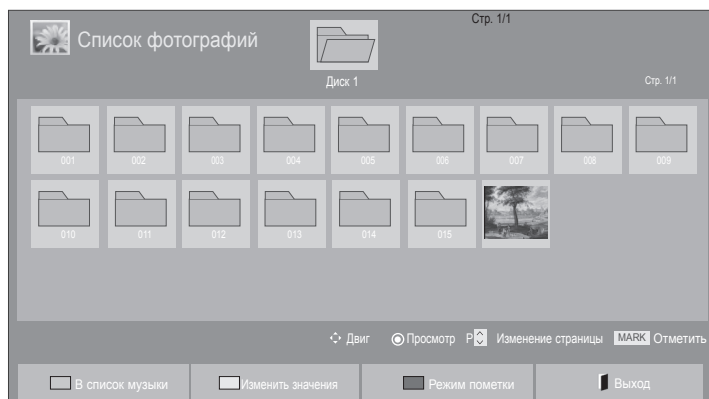 Стр. 1/1
Список фотографий
Диск 1
Стр. 1/1
001 002 003 004 005 006 007 008 009
010 011 012 013 014 015
Двиг Просмотр P Изменение страницы MARK Отметить
В список музыки Изменить значения Режим пометки Выход